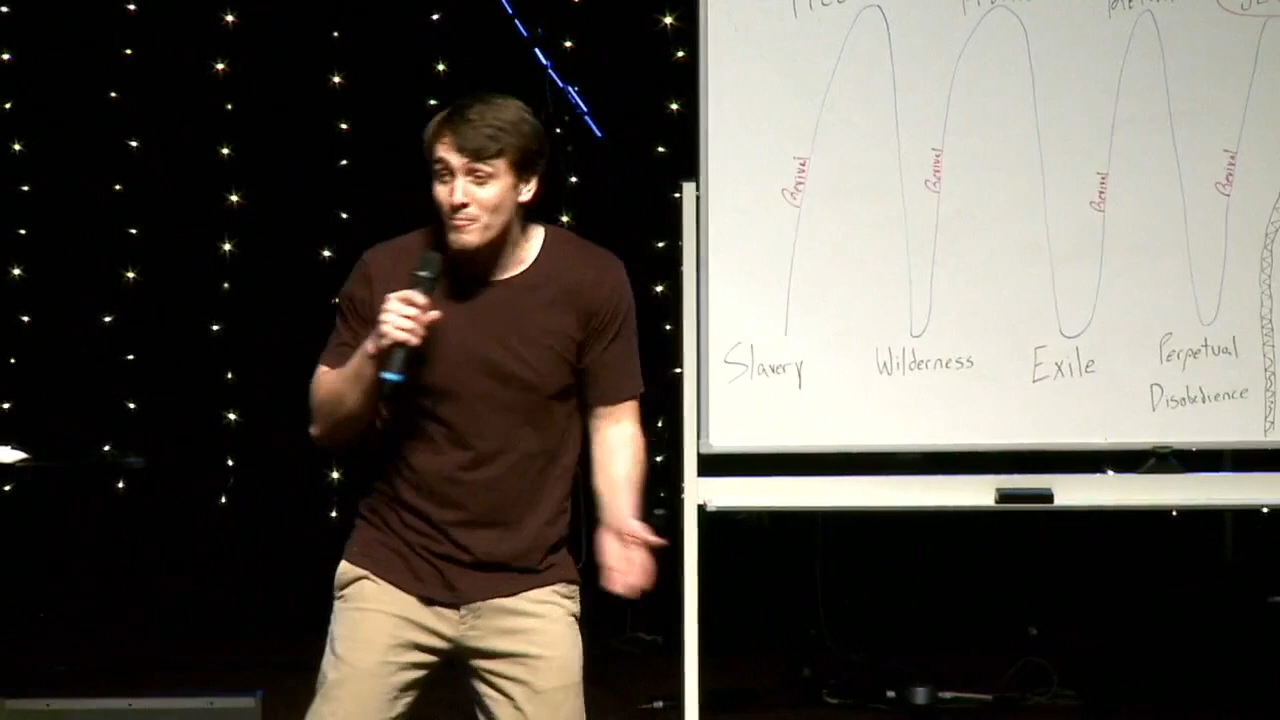 Revival
Revival
Revival
Revival
Slavery
Wilderness
Exile
Perpetual
Disobedience